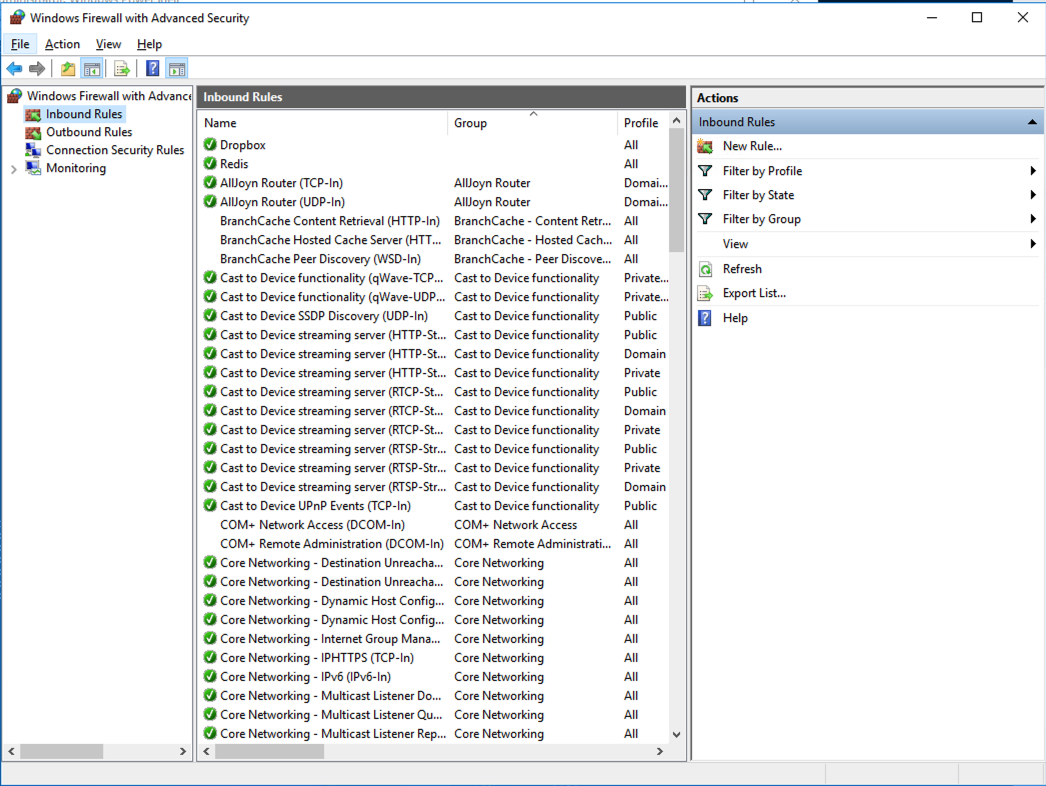 Windows Firewall with Advanced Security
File Action View Help
Windows Firewall with Advance
Inbound Rules
Outbound Rules
Connection Security Rules
Monitoring
Inbound Rules
Name Group Profile
Dropbox All
Redis All
AllJoyn Router (TCP-In) AllJoyn Router Domai...
AllJoyn Router (UDP-In) AllJoyn Router Domai...
BranchCache Content Retrieval (HTTP-In) BranchCache - Content Retr... All
BranchCache Hosted Cache Server (HTT... BranchCache - Hosted Cach... All
BranchCache Peer Discovery (WSD-In) BranchCache - Peer Discove... All
Cast to Device functionality (qWave-TCP... Cast to Device functionality Private...
Cast to Device functionality (qWave-UDP... Cast to Device functionality Private...
Cast to Device SSDP Discovery (UDP-In) Cast to Device functionality Public
Cast to Device streaming server (HTTP-St... Cast to Device functionality Public
Cast to Device streaming server (HTTP-St... Cast to Device functionality Domain
Cast to Device streaming server (HTTP-St... Cast to Device functionality Private
Cast to Device streaming server (RTCP-St... Cast to Device functionality Public
Cast to Device streaming server (RTCP-St... Cast to Device functionality Domain
Cast to Device streaming server (RTCP-St... Cast to Device functionality Private
Cast to Device streaming server (RTSP-Str... Cast to Device functionality Public
Cast to Device streaming server (RTSP-Str... Cast to Device functionality Private
Cast to Device streaming server (RTSP-Str... Cast to Device functionality Domain
Cast to Device UPnP Events (TCP-In) Cast to Device functionality Public
COM+ Network Access (DCOM-In) COM+ Network Access All
COM+ Remote Administration (DCOM-In) COM+ Remote Administrati... All
Core Networking - Destination Unreacha... Core Networking All
Core Networking - Destination Unreacha... Core Networking All
Core Networking - Dynamic Host Config... Core Networking All
Core Networking - Dynamic Host Config... Core Networking All
Core Networking - Internet Group Mana... Core Networking All
Core Networking - IPHTTPS (TCP-In) Core Networking All
Core Networking - IPv6 (IPv6-In) Core Networking All
Core Networking - Multicast Listener Do... Core Networking All
Core Networking - Multicast Listener Qu... Core Networking All
Core Networking - Multicast Listener Rep... Core Networking All
Actions
Inbound Rules
New Rule...
Filter by Profile
Filter by State
Filter by Group
View
Refresh
Export List...
Help